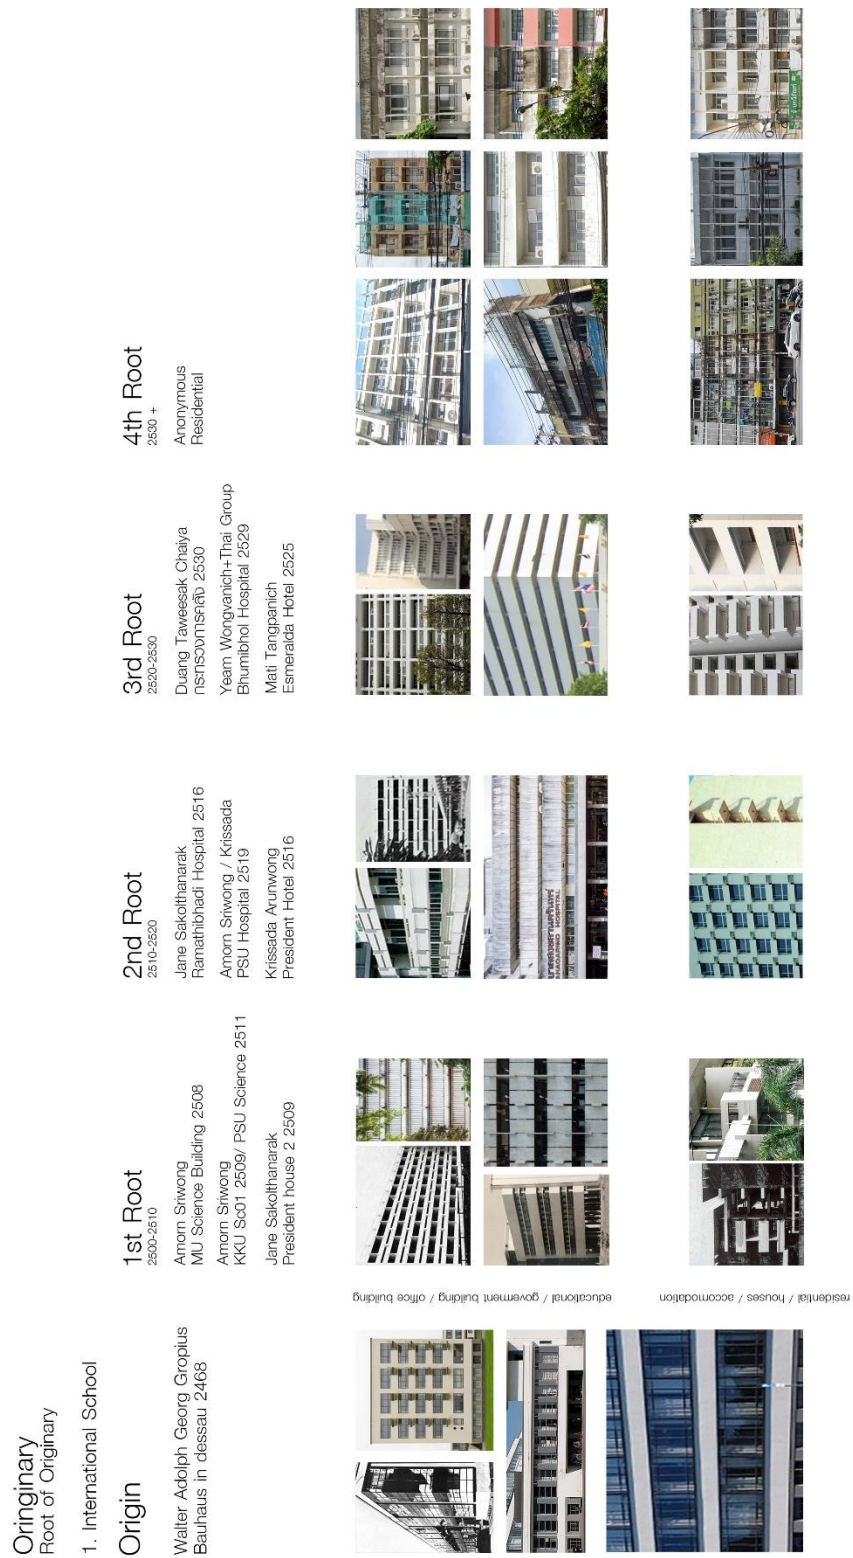 Oringinary
Root of Originary
1. International School
Origin
Walter Adolph Georg Gropius
Bauhaus in dessau 2468
1st Root
2500-2510
Amorn Sriwong
MU Science Building 2508
Amorn Sriwong
KKU Sc01 2509/ PSU Science 2511
Jane Sakolthanarak
President house 2 2509
2nd Root
2510-2520
Jane Sakolthanarak
Ramathibhadi Hospital 2516
Amorn Sriwong / Krissada
PSU Hospital 2519
Krissada Arunwong
President Hotel 2516
3rd Root
2520-2530
Duang Taweesak Chaiya
กระทรวงการคลัง 2530
Yeam Wongvanich+Thai Group
Bhumibhol Hospital 2529
Mati Tangpanich
Esmeralda Hotel 2525
4th Root
2530 +
Anonymous
Residential
educational / goverment building / office building
residential / houses / accomodation
HOSPITAL